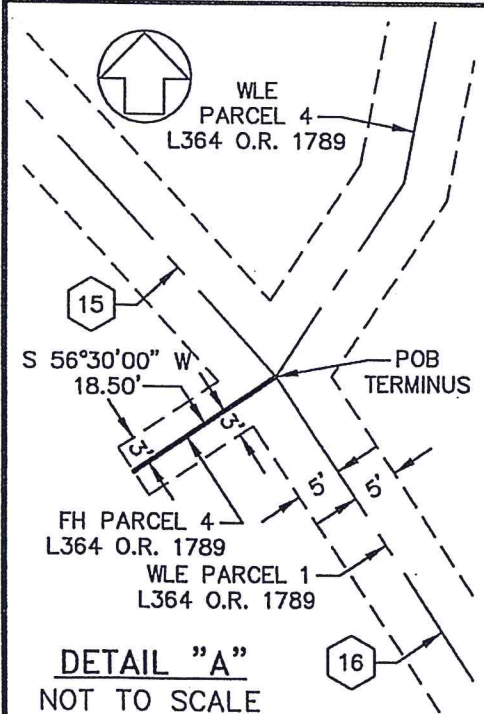 WLE
PARCEL 4
L364 O.R. 1789
15
S 56°30'00" W
18.50'
POB
TERMINUS
3'
3'
5'
5'
FH PARCEL 4
L364 O.R. 1789
WLE PARCEL 1
L364 O.R. 1789
16
DETAIL "A"
NOT TO SCALE